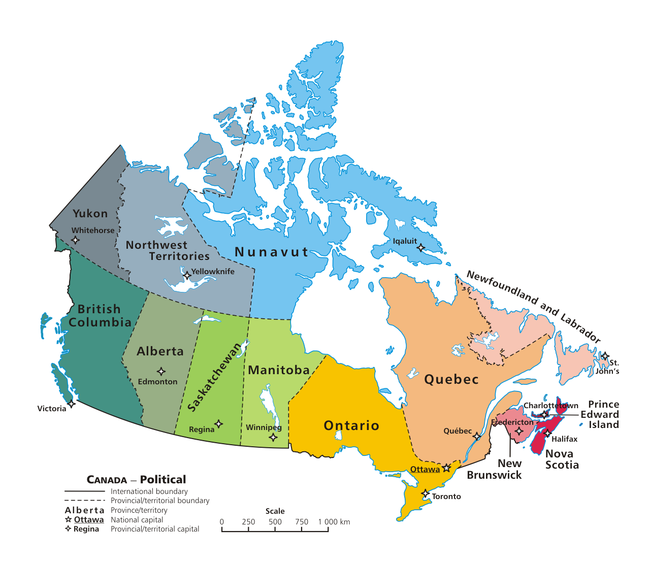 Yukon
Whitehorse
Northwest
Territories
Yellowknife
Nunavut
Iqaluit
British
Columbia
Victoria
Alberta
Edmonton
Saskatchewan
Regina
Manitoba
Winnipeg
Ontario
Ottawa
Toronto
Quebec
Québec
Newfoundland and Labrador
St.
John's
Charlottetown
Prince
Edward
Island
Fredericton
Halifax
Nova
Scotia
New
Brunswick
CANADA – Political
International boundary
Provincial/territorial boundary
Alberta Province/territory
Ottawa National capital
Regina Provincial/territorial capital
Scale
0 250 500 750 1 000 km